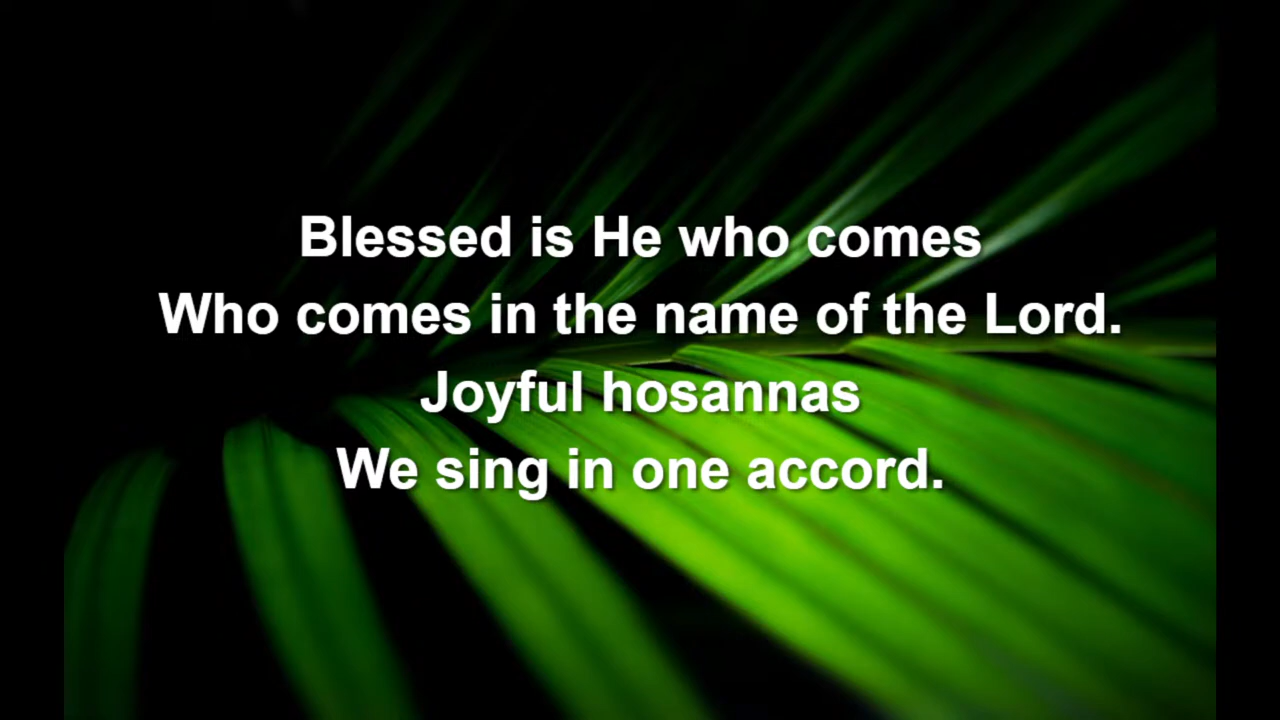 Blessed is He who comes
Who comes in the name of the Lord.
Joyful hosannas
We sing in one accord.